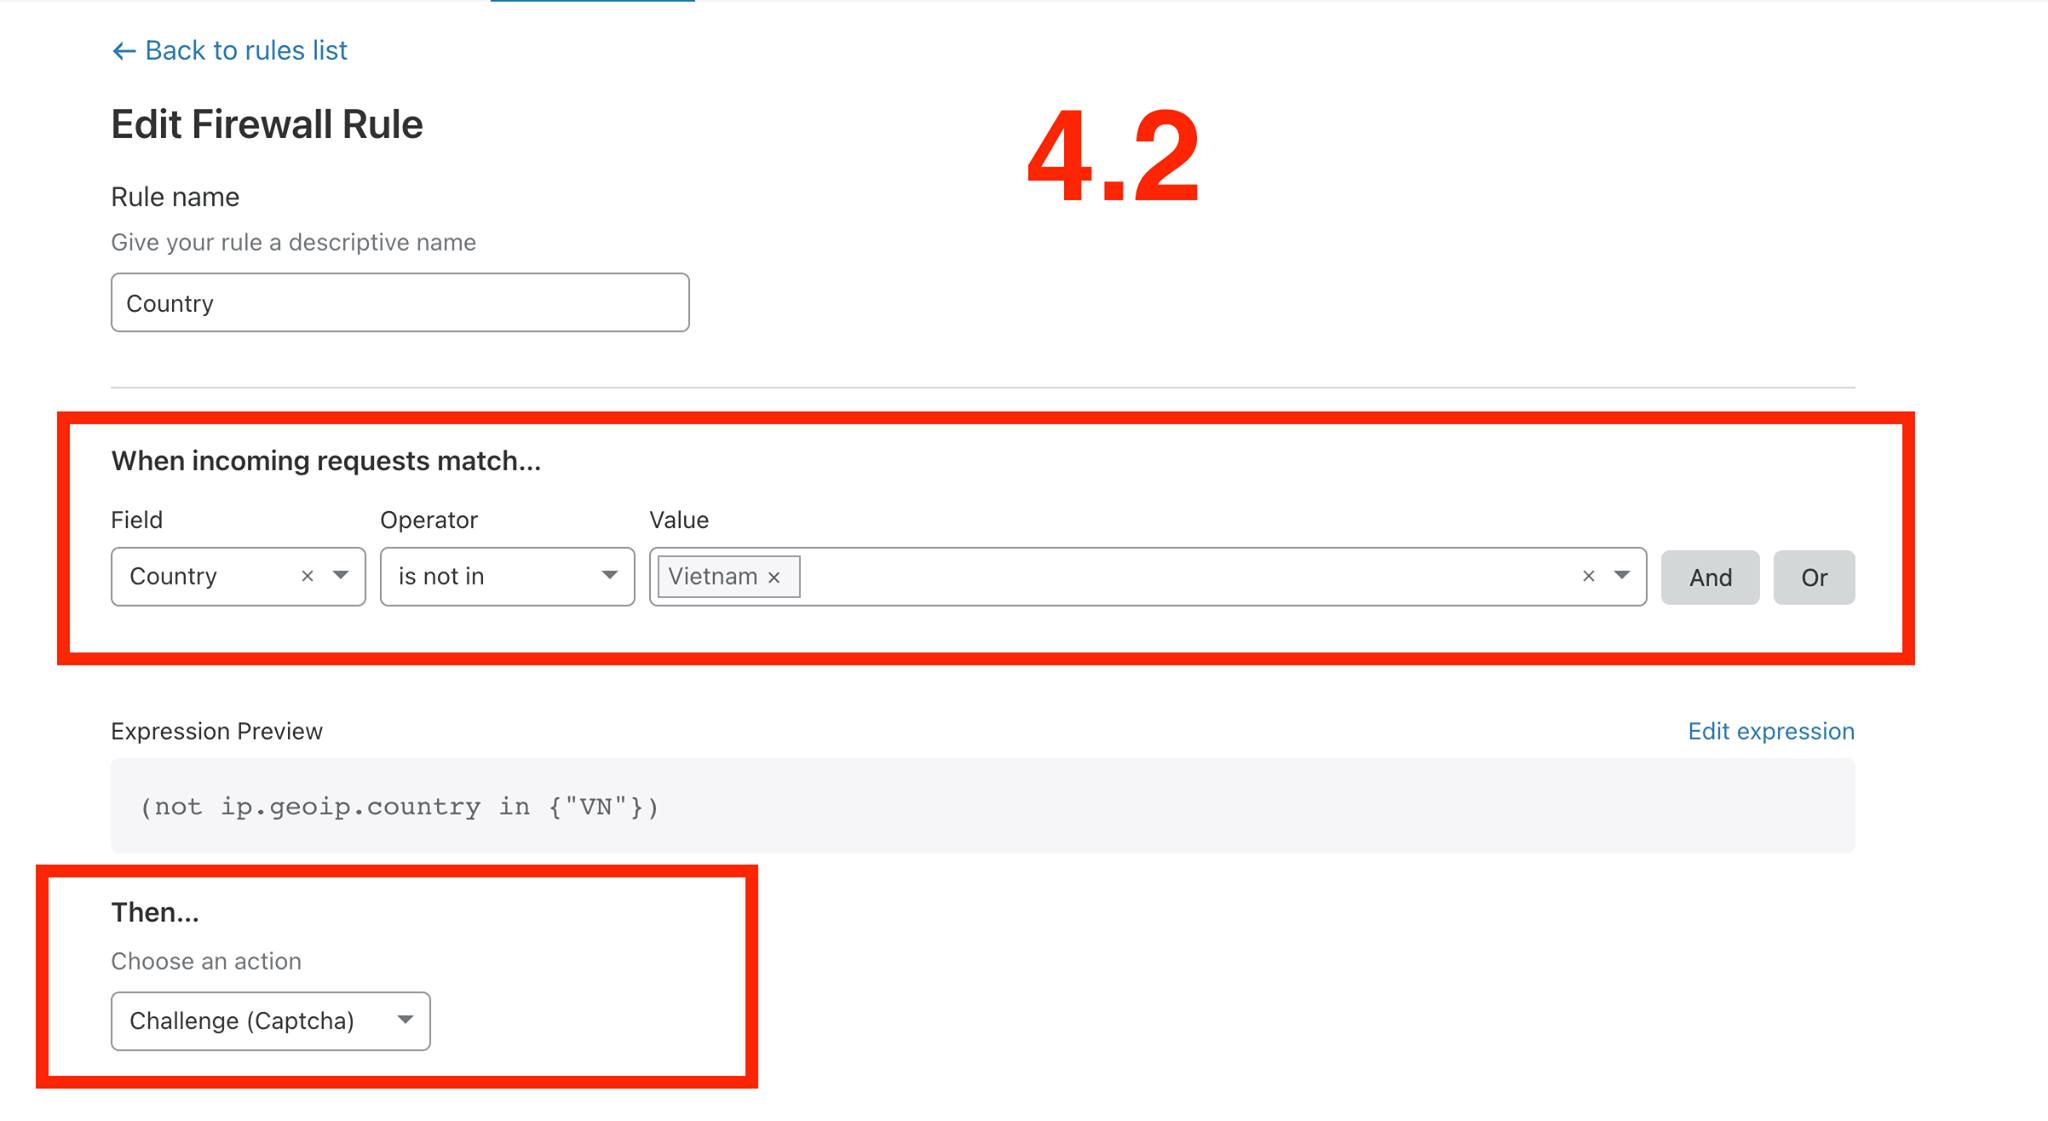 ← Back to rules list
Edit Firewall Rule
4.2
Rule name
Give your rule a descriptive name
Country
When incoming requests match...
Field Operator Value
Country × is not in Vietnam × × And Or
Expression Preview Edit expression
(not ip.geoip.country in {"VN"})
Then...
Choose an action
Challenge (Captcha)